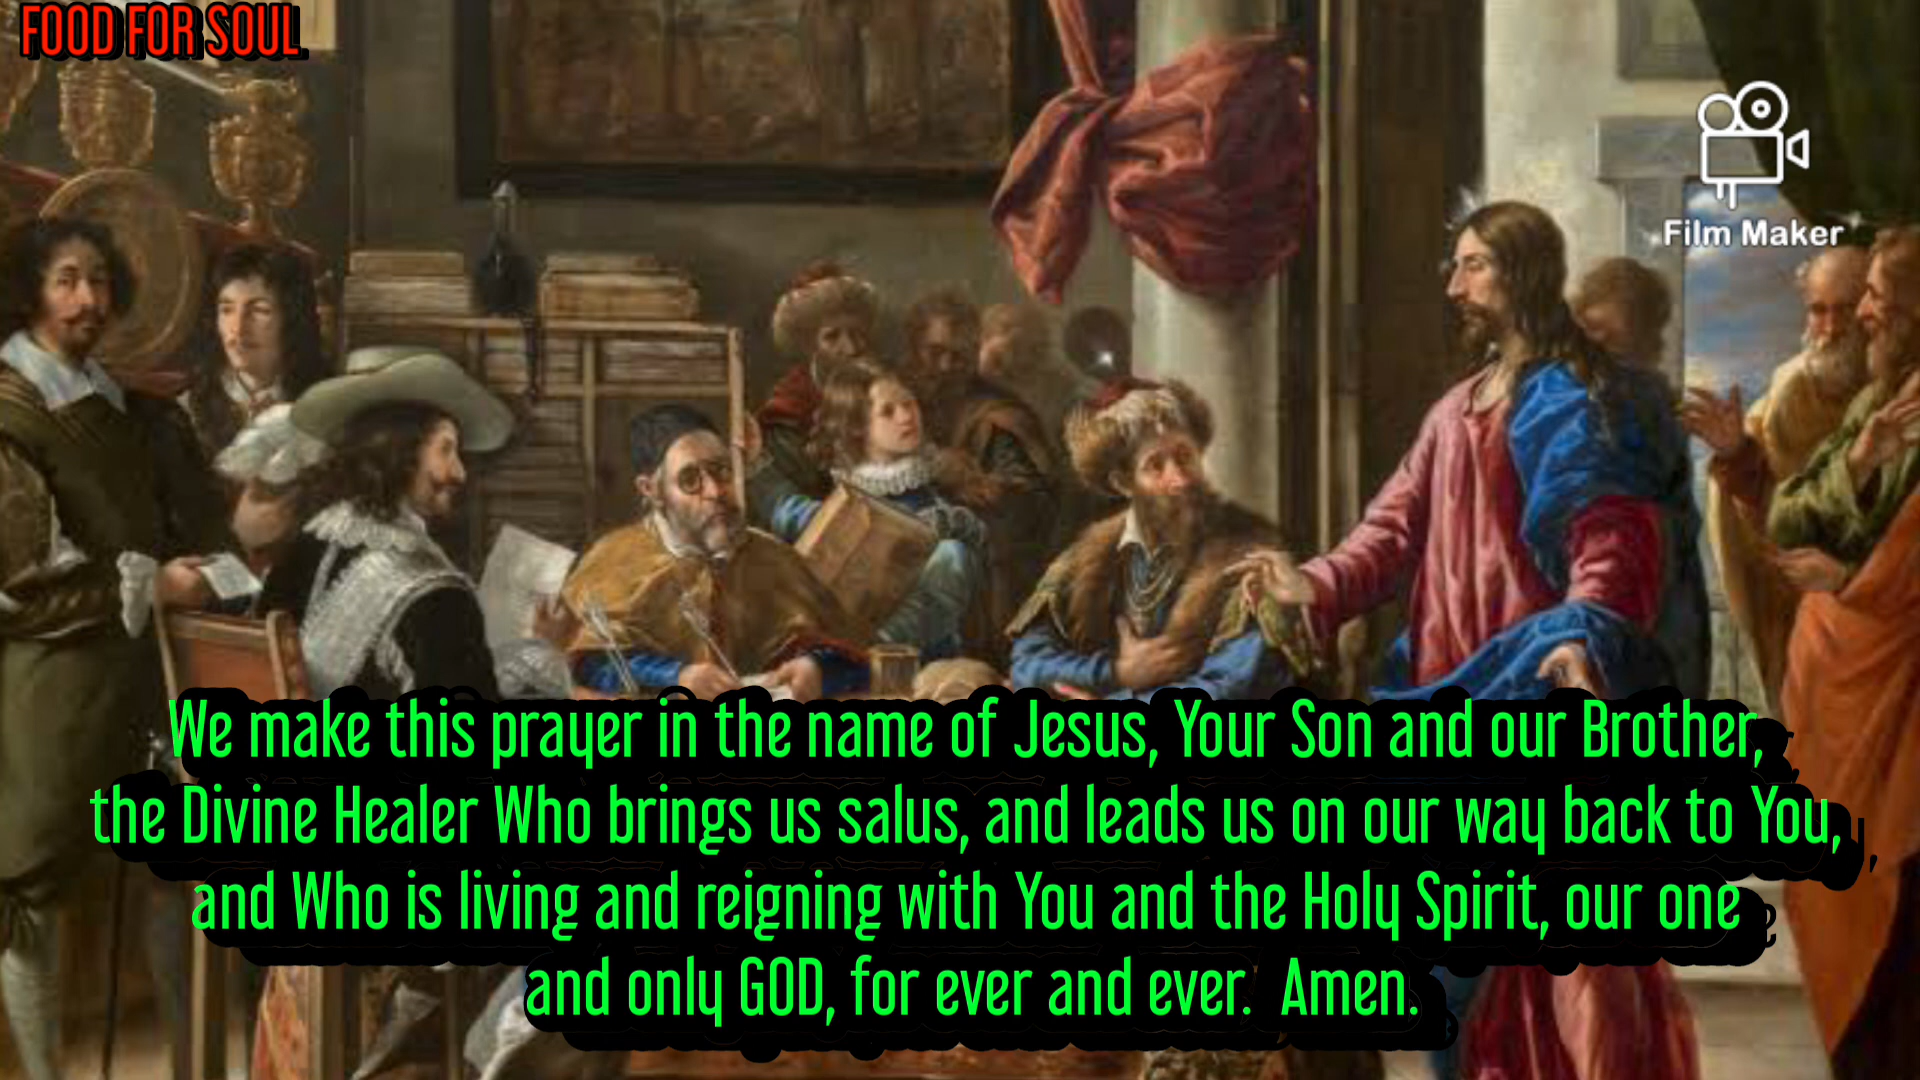 FOOD FOR SOUL
Film Maker
We make this prayer in the name of Jesus, Your Son and our Brother,
the Divine Healer Who brings us salus, and leads us on our way back to You,
and Who is living and reigning with You and the Holy Spirit, our one
and only GOD, for ever and ever.  Amen.